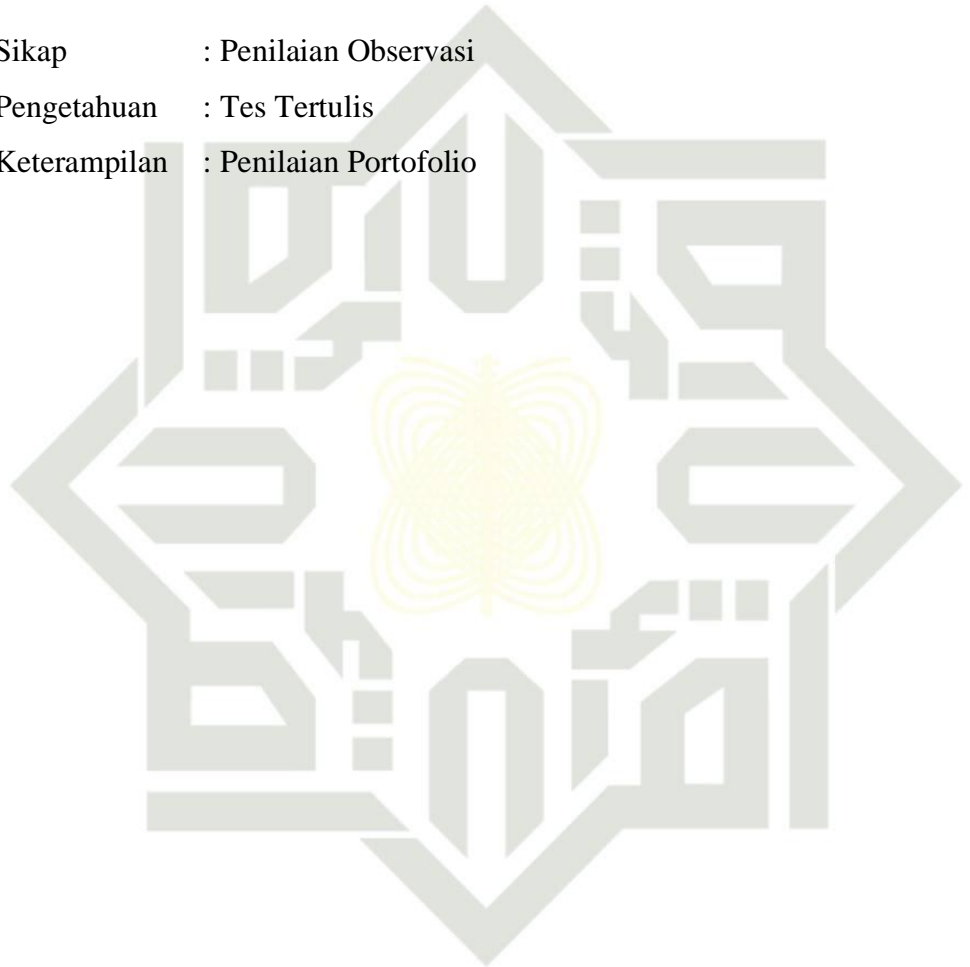 Sikap : Penilaian Observasi
Pengetahuan : Tes Tertulis
Keterampilan : Penilaian Portofolio